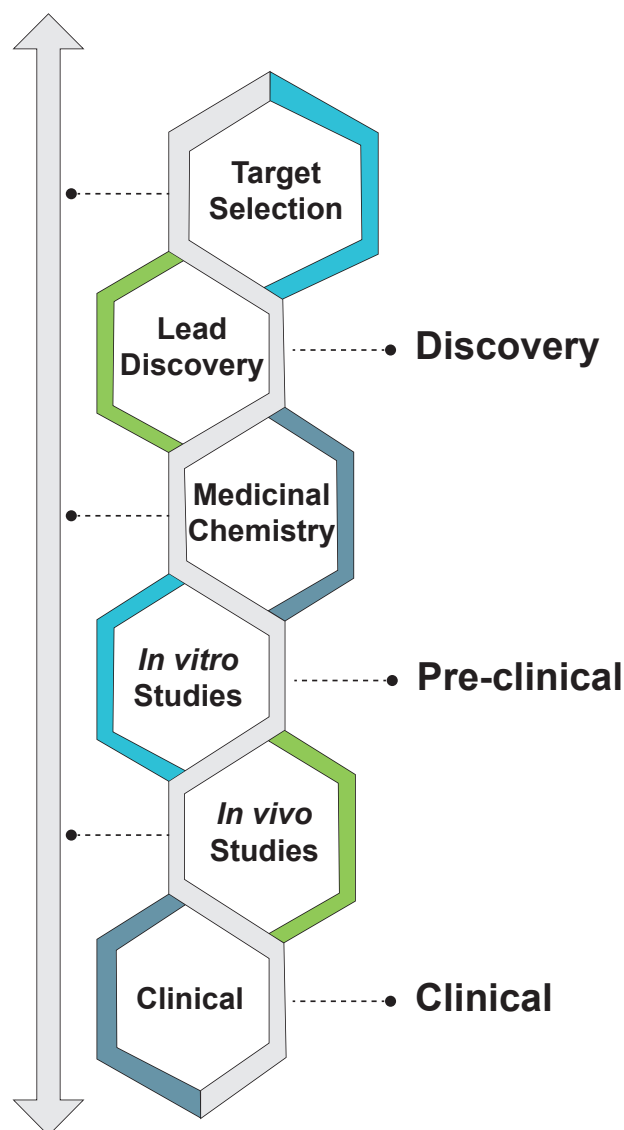 Target
Selection
Lead
Discovery
Discovery
Medicinal
Chemistry
In vitro
Studies
Pre-clinical
In vivo
Studies
Clinical
Clinical